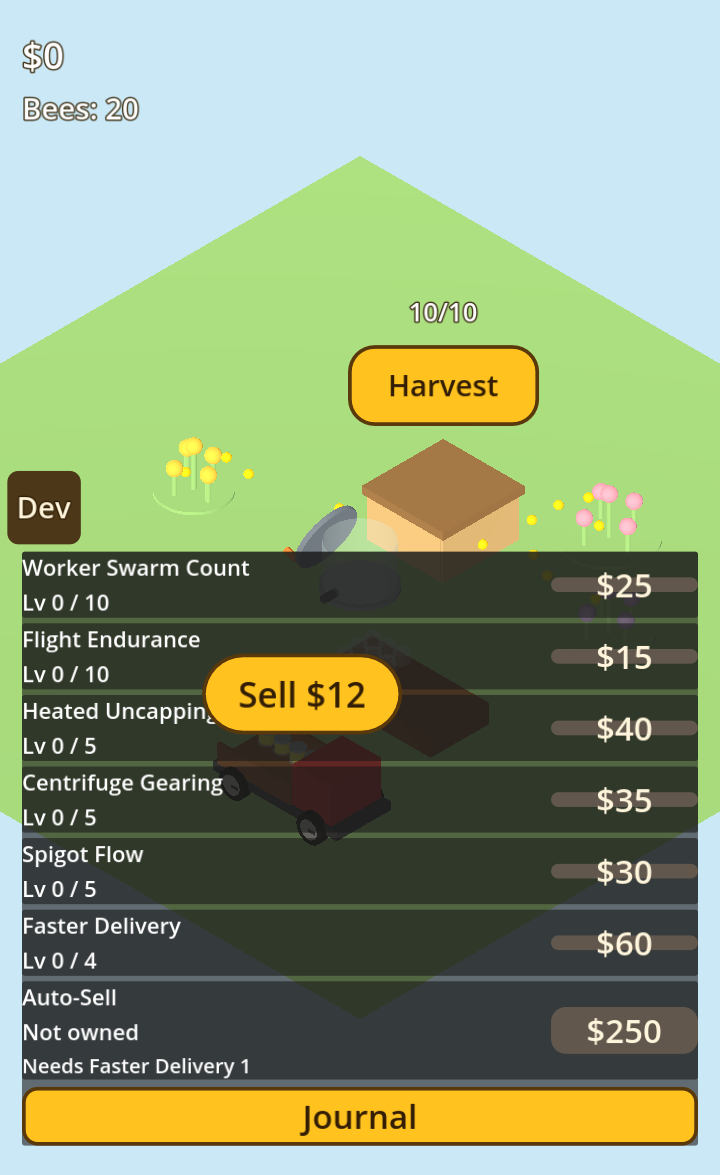 $0
Bees: 20
10/10
Harvest
Dev
Worker Swarm Count
Lv 0 / 10
$25
Flight Endurance
Lv 0 / 10
$15
Sell $12
Heated Uncapping
Lv 0 / 5
$40
Centrifuge Gearing
Lv 0 / 5
$35
Spigot Flow
Lv 0 / 5
$30
Faster Delivery
Lv 0 / 4
$60
Auto-Sell
Not owned
Needs Faster Delivery 1
$250
Journal